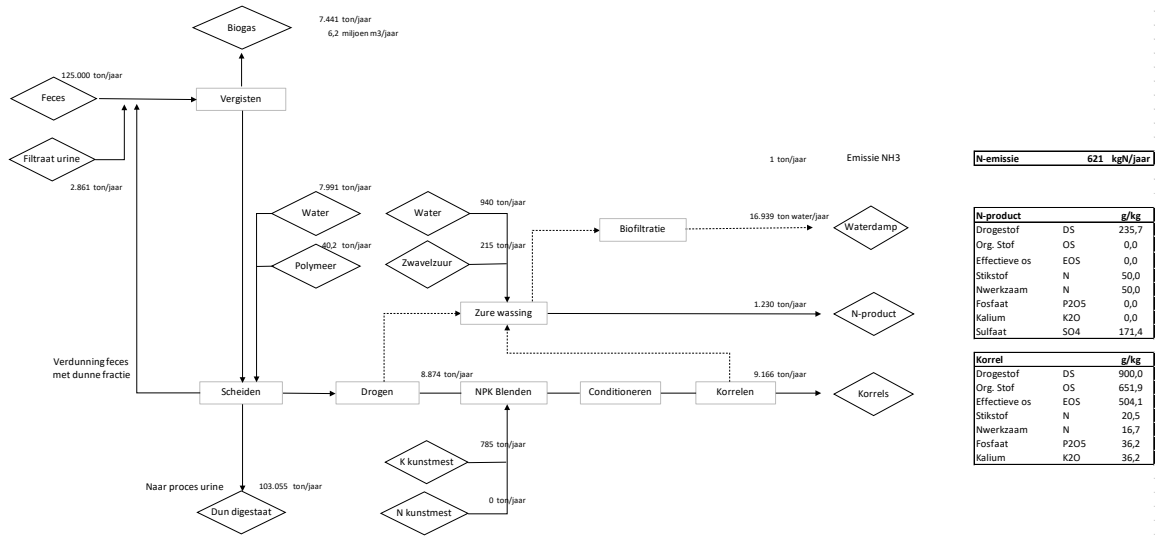 Biogas
7.441 ton/jaar
6,2 miljoen m3/jaar
125.000 ton/jaar
Feces
Vergisten
Filtraat urine
2.861 ton/jaar
1 ton/jaar
Emissie NH3
N-emissie 621 kgN/jaar
7.991 ton/jaar
Water
940 ton/jaar
Water
40,2 ton/jaar
Polymeer
215 ton/jaar
Zwavelzuur
Biofiltratie
16.939 ton water/jaar
Waterdamp
Zure wassing
1.230 ton/jaar
N-product
N-product g/kg
Drogestof DS 235,7
Org. Stof OS 0,0
Effectieve os EOS 0,0
Stikstof N 50,0
Nwerkzaam N 50,0
Fosfaat P2O5 0,0
Kalium K2O 0,0
Sulfaat SO4 171,4
Verdunning feces
met dunne fractie
Scheiden
Drogen
8.874 ton/jaar
NPK Blenden
Conditioneren
Korrelen
9.166 ton/jaar
Korrels
Korrel g/kg
Drogestof DS 900,0
Org. Stof OS 651,9
Effectieve os EOS 504,1
Stikstof N 20,5
Nwerkzaam N 16,7
Fosfaat P2O5 36,2
Kalium K2O 36,2
785 ton/jaar
K kunstmest
0 ton/jaar
N kunstmest
Naar proces urine
103.055 ton/jaar
Dun digestaat